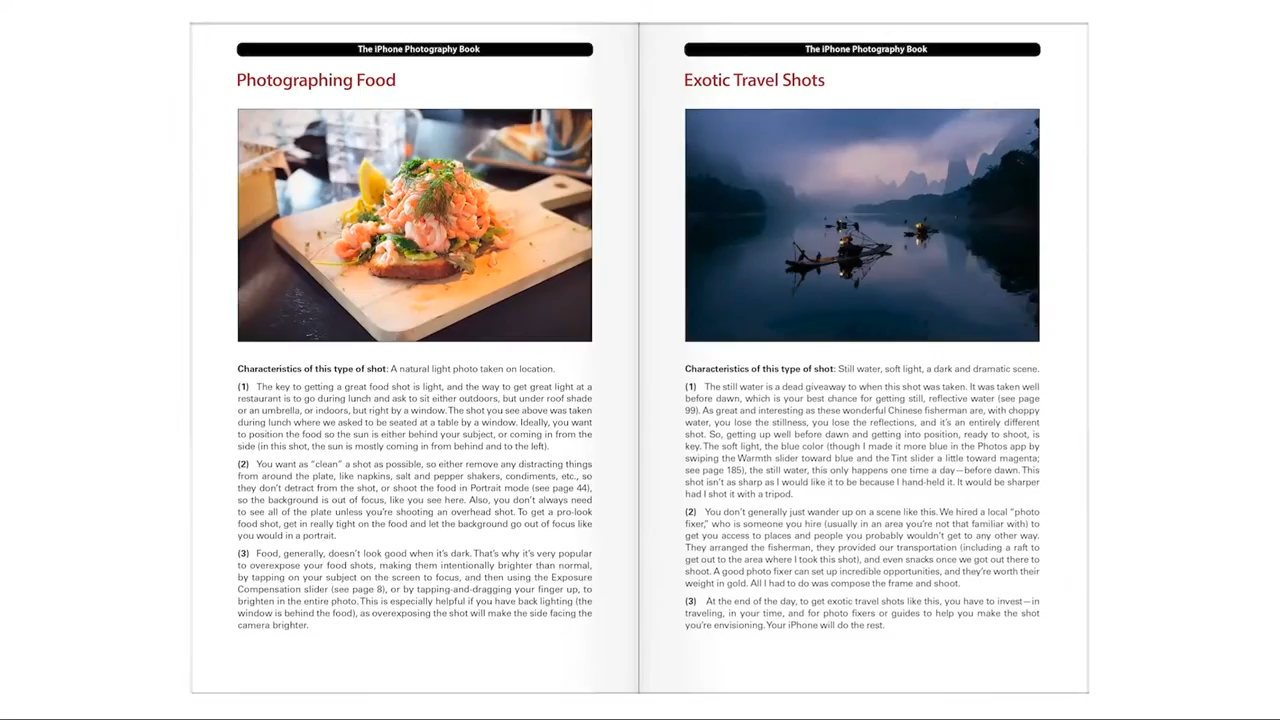 The iPhone Photography Book
Photographing Food
Characteristics of this type of shot: A natural light photo taken on location.
(1) The key to getting a great food shot is light, and the way to get great light at a
restaurant is to go during lunch and ask to sit either outdoors, but under roof shade
or an umbrella, or indoors, but right by a window. The shot you see above was taken
during lunch where we asked to be seated at a table by a window. Ideally, you want
to position the food so the sun is either behind your subject, or coming in from the
side (in this shot, the sun is mostly coming in from behind and to the left).
(2) You want as “clean” a shot as possible, so either remove any distracting things
from around the plate, like napkins, salt and pepper shakers, condiments, etc., so
they don’t detract from the shot, or shoot the food in Portrait mode (see page 44),
so the background is out of focus, like you see here. Also, you don’t always need
to see all of the plate unless you’re shooting an overhead shot. To get a pro-look
food shot, get in really tight on the food and let the background go out of focus like
you would in a portrait.
(3) Food, generally, doesn’t look good when it’s dark. That’s why it’s very popular
to overexpose your food shots, making them intentionally brighter than normal,
by tapping on your subject on the screen to focus, and then using the Exposure
Compensation slider (see page 8), or by tapping-and-dragging your finger up, to
brighten in the entire photo. This is especially helpful if you have back lighting (the
window is behind the food), as overexposing the shot will make the side facing the
camera brighter.
The iPhone Photography Book
Exotic Travel Shots
Characteristics of this type of shot: Still water, soft light, a dark and dramatic scene.
(1) The still water is a dead giveaway to when this shot was taken. It was taken well
before dawn, which is your best chance for getting still, reflective water (see page
99). As great and interesting as these wonderful Chinese fisherman are, with choppy
water, you lose the stillness, you lose the reflections, and it’s an entirely different
shot. So, getting up well before dawn and getting into position, ready to shoot, is
key. The soft light, the blue color (though I made it more blue in the Photos app by
swiping the Warmth slider toward blue and the Tint slider a little toward magenta;
see page 185), the still water, this only happens one time a day—before dawn. This
shot isn’t as sharp as I would like it to be because I hand-held it. It would be sharper
had I shot it with a tripod.
(2) You don’t generally just wander up on a scene like this. We hired a local “photo
fixer,” who is someone you hire (usually in an area you’re not that familiar with) to
get you access to places and people you probably wouldn’t get to any other way.
They arranged the fisherman, they provided our transportation (including a raft to
get out to the area where I took this shot), and even snacks once we got out there to
shoot. A good photo fixer can set up incredible opportunities, and they’re worth their
weight in gold. All I had to do was compose the frame and shoot.
(3) At the end of the day, to get exotic travel shots like this, you have to invest—in
traveling, in your time, and for photo fixers or guides to help you make the shot
you’re envisioning. Your iPhone will do the rest.